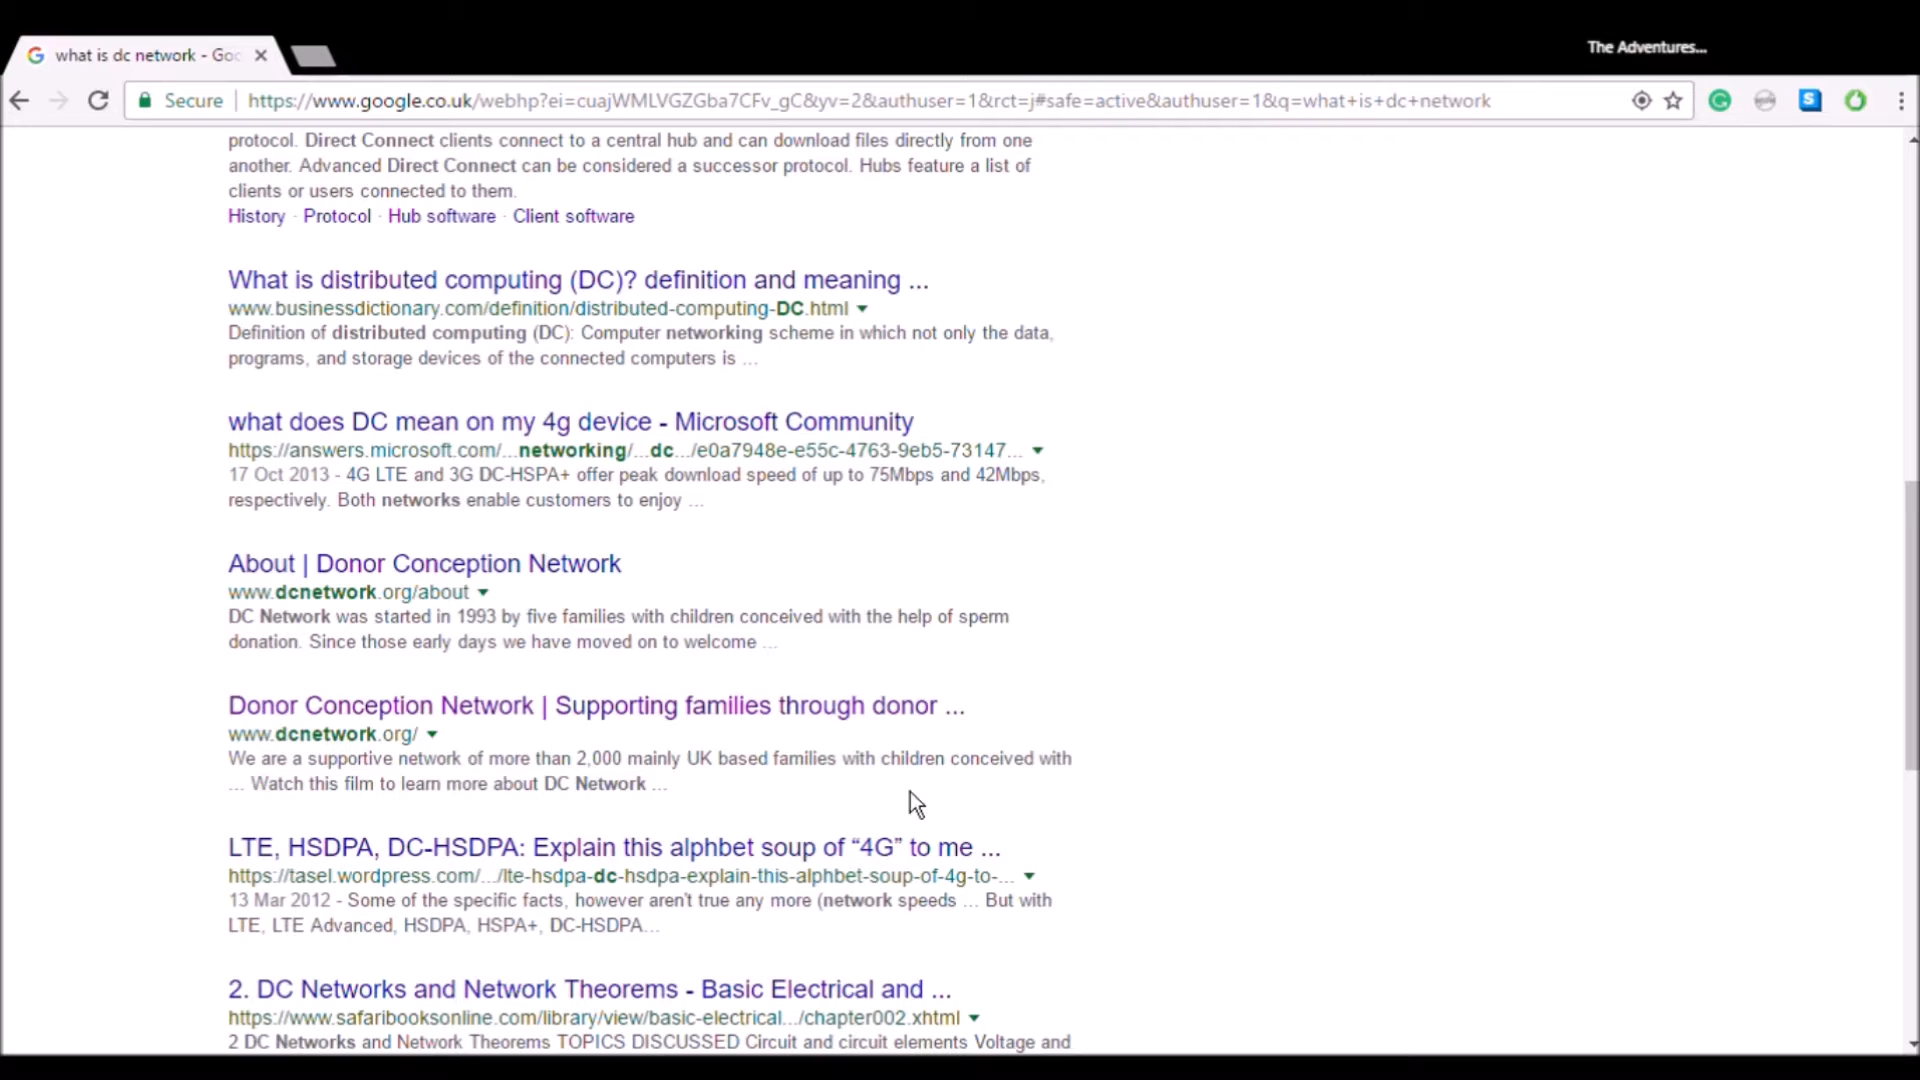 The Adventures...
what is dc network - Goo
Secure
https://www.google.co.uk/webhp?ei=cuajWMLVGZGba7CFv_gC&yv=2&authuser=1&rct=j#safe=active&authuser=1&q=what+is+dc+network
protocol. Direct Connect clients connect to a central hub and can download files directly from one
another. Advanced Direct Connect can be considered a successor protocol. Hubs feature a list of
clients or users connected to them.
History · Protocol · Hub software · Client software
What is distributed computing (DC)? definition and meaning ...
www.businessdictionary.com/definition/distributed-computing-DC.html
Definition of distributed computing (DC): Computer networking scheme in which not only the data,
programs, and storage devices of the connected computers is ...
what does DC mean on my 4g device - Microsoft Community
https://answers.microsoft.com/...networking/...dc.../e0a7948e-e55c-4763-9eb5-73147...
17 Oct 2013 - 4G LTE and 3G DC-HSPA+ offer peak download speed of up to 75Mbps and 42Mbps,
respectively. Both networks enable customers to enjoy ...
About | Donor Conception Network
www.dcnetwork.org/about
DC Network was started in 1993 by five families with children conceived with the help of sperm
donation. Since those early days we have moved on to welcome ...
Donor Conception Network | Supporting families through donor ...
www.dcnetwork.org/
We are a supportive network of more than 2,000 mainly UK based families with children conceived with
... Watch this film to learn more about DC Network ...
LTE, HSDPA, DC-HSDPA: Explain this alphbet soup of “4G” to me ...
https://tasel.wordpress.com/.../lte-hsdpa-dc-hsdpa-explain-this-alphbet-soup-of-4g-to-...
13 Mar 2012 - Some of the specific facts, however aren't true any more (network speeds ... But with
LTE, LTE Advanced, HSDPA, HSPA+, DC-HSDPA...
2. DC Networks and Network Theorems - Basic Electrical and ...
https://www.safaribooksonline.com/library/view/basic-electrical.../chapter002.xhtml
2 DC Networks and Network Theorems TOPICS DISCUSSED Circuit and circuit elements Voltage and